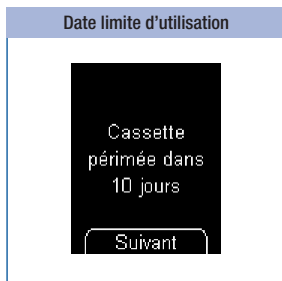 Date limite d'utilisation
Cassette
périmée dans
10 jours
Suivant